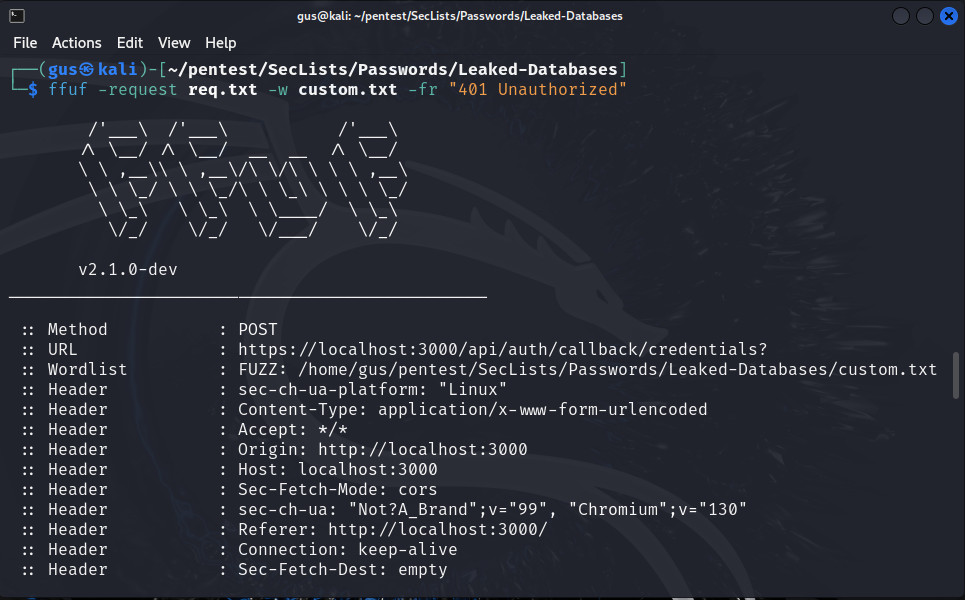 gus@kali: ~/pentest/SecLists/Passwords/Leaked-Databases
File Actions Edit View Help
┌──(gus㉿kali)-[~/pentest/SecLists/Passwords/Leaked-Databases]
└─$ ffuf -request req.txt -w custom.txt -fr "401 Unauthorized"
        /'___\  /'___\           /'___\
       /\ \__/ /\ \__/  __  __  /\ \__/
       \ \ ,__\\ \ ,__\/\ \/\ \ \ \ ,__\
        \ \ \_/ \ \ \_/\ \ \_\ \ \ \ \_/
         \ \_\   \ \_\  \ \____/  \ \_\
          \/_/    \/_/   \/___/    \/_/
v2.1.0-dev
________________________________________________
:: Method : POST
:: URL : https://localhost:3000/api/auth/callback/credentials?
:: Wordlist : FUZZ: /home/gus/pentest/SecLists/Passwords/Leaked-Databases/custom.txt
:: Header : sec-ch-ua-platform: "Linux"
:: Header : Content-Type: application/x-www-form-urlencoded
:: Header : Accept: */*
:: Header : Origin: http://localhost:3000
:: Header : Host: localhost:3000
:: Header : Sec-Fetch-Mode: cors
:: Header : sec-ch-ua: "Not?A_Brand";v="99", "Chromium";v="130"
:: Header : Referer: http://localhost:3000/
:: Header : Connection: keep-alive
:: Header : Sec-Fetch-Dest: empty